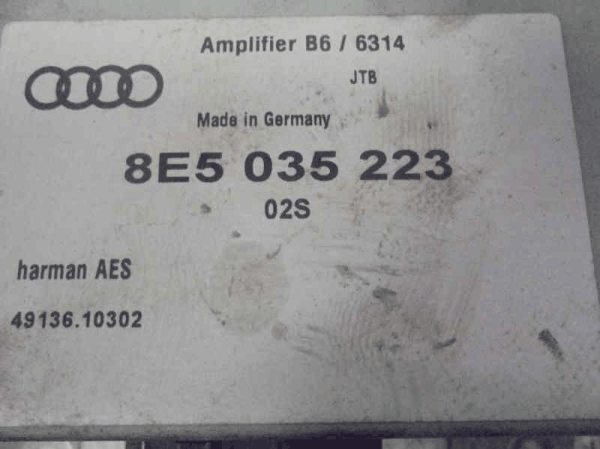 Amplifier B6 / 6314
JTB
Made in Germany
8E5 035 223
02S
harman AES
49136.10302